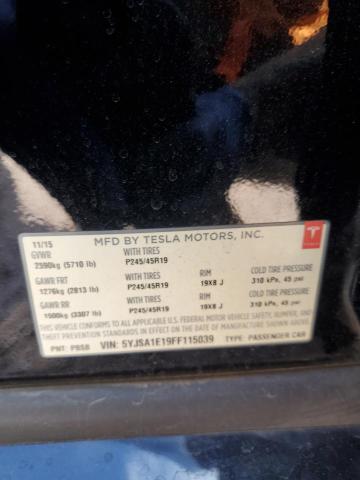 MFD BY TESLA MOTORS, INC.
11/15
GVWR WITH TIRES
2590kg (5710 lb) P245/45R19
GAWR FRT WITH TIRES RIM COLD TIRE PRESSURE
1276kg (2813 lb) P245/45R19 19X8 J 310 kPa, 45 PSI
GAWR RR WITH TIRES RIM COLD TIRE PRESSURE
1500kg (3307 lb) P245/45R19 19X8 J 310 kPa, 45 PSI
THIS VEHICLE CONFORMS TO ALL APPLICABLE U.S. FEDERAL MOTOR VEHICLE SAFETY, BUMPER, AND
THEFT PREVENTION STANDARDS IN EFFECT ON THE DATE OF MANUFACTURE SHOWN ABOVE.
PNT: PBSB VIN: 5YJSA1E19FF115039 TYPE: PASSENGER CAR
TESLA